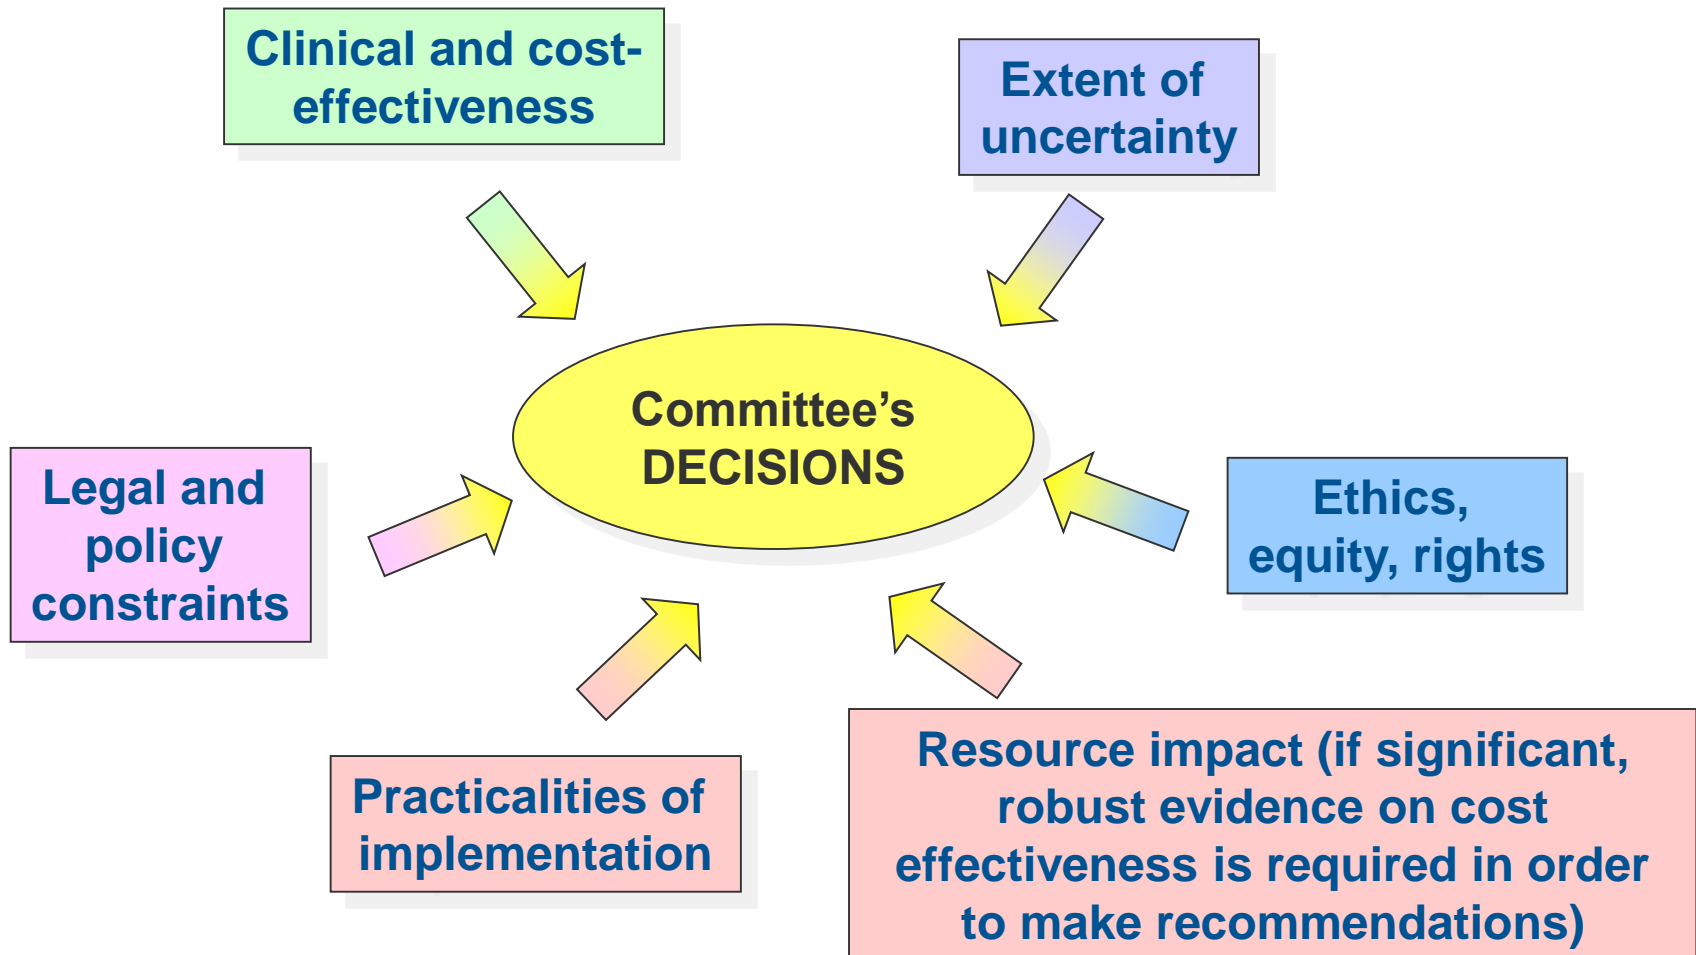 Clinical and cost-
effectiveness
Extent of
uncertainty
Committee’s
DECISIONS
Legal and
policy
constraints
Ethics,
equity, rights
Practicalities of
implementation
Resource impact (if significant,
robust evidence on cost
effectiveness is required in order
to make recommendations)